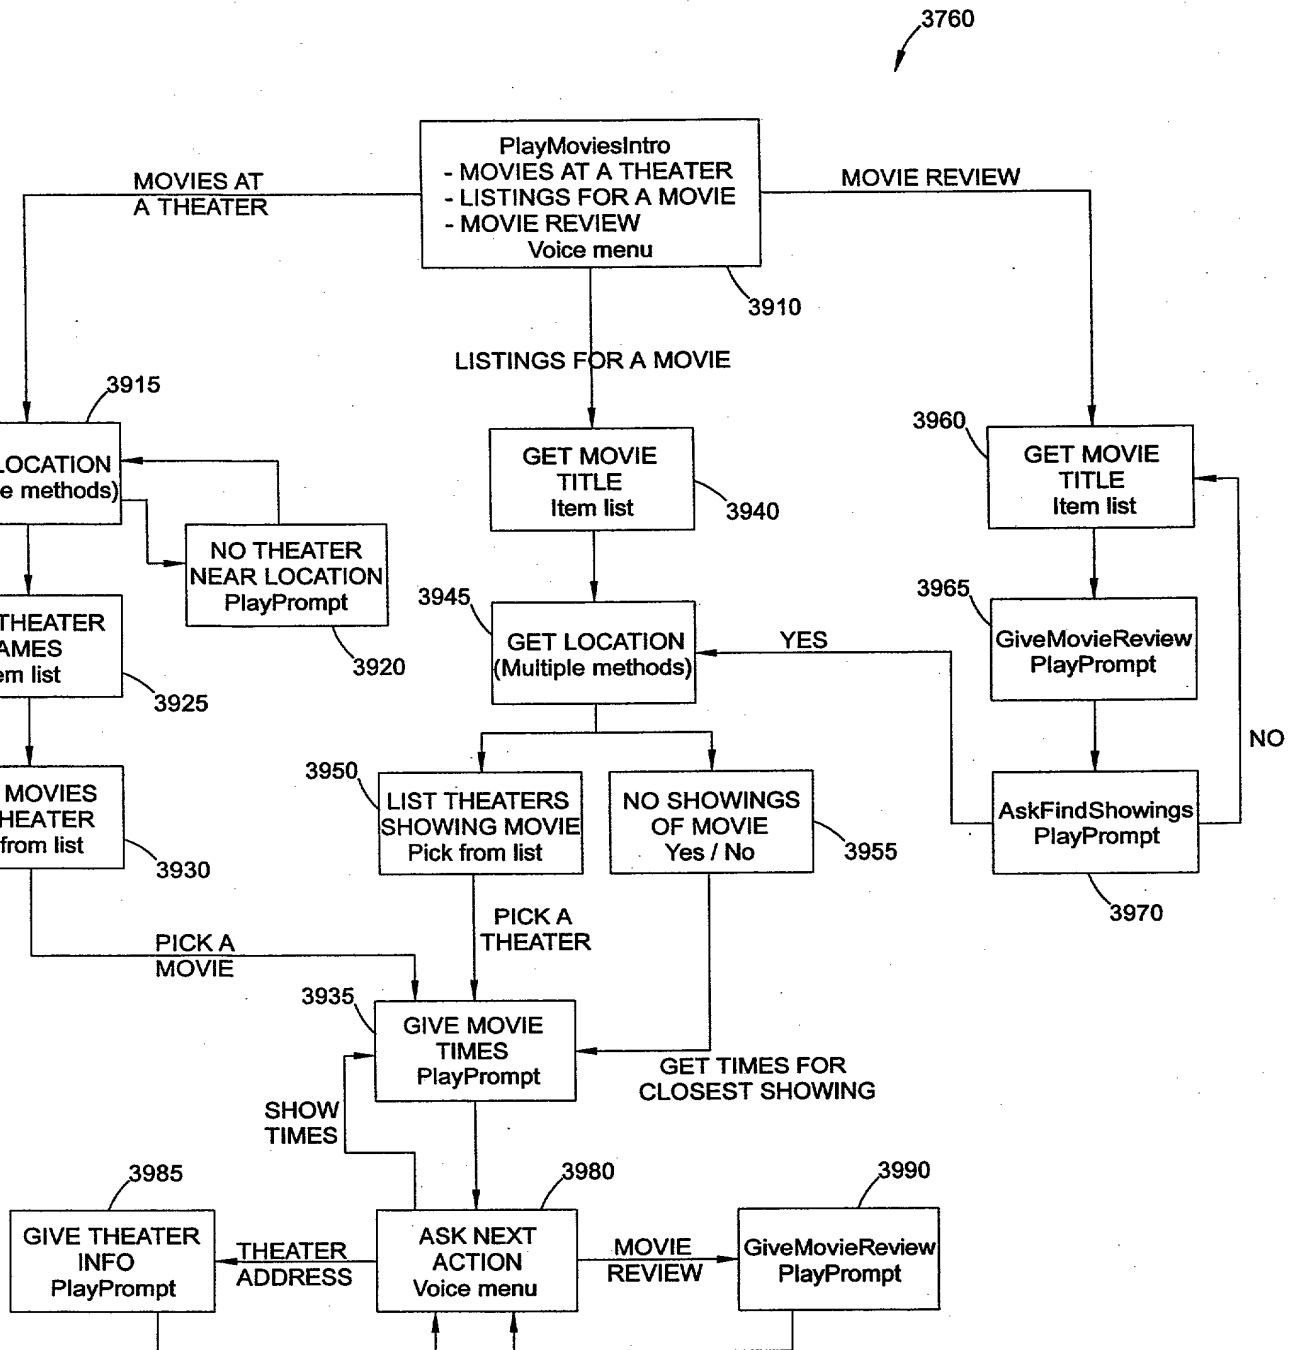 3760
PlayMoviesIntro
- MOVIES AT A THEATER
- LISTINGS FOR A MOVIE
- MOVIE REVIEW
Voice menu
3910
MOVIES AT
A THEATER
MOVIE REVIEW
LISTINGS FOR A MOVIE
3915
LOCATION
e methods)
NO THEATER
NEAR LOCATION
PlayPrompt
3920
THEATER
AMES
em list
3925
MOVIES
HEATER
from list
3930
GET MOVIE
TITLE
Item list
3940
3945
GET LOCATION
(Multiple methods)
YES
3960
GET MOVIE
TITLE
Item list
3965
GiveMovieReview
PlayPrompt
NO
AskFindShowings
PlayPrompt
3970
3950
LIST THEATERS
SHOWING MOVIE
Pick from list
NO SHOWINGS
OF MOVIE
Yes / No
3955
PICK A
THEATER
PICK A
MOVIE
3935
GIVE MOVIE
TIMES
PlayPrompt
GET TIMES FOR
CLOSEST SHOWING
SHOW
TIMES
3985
GIVE THEATER
INFO
PlayPrompt
THEATER
ADDRESS
3980
ASK NEXT
ACTION
Voice menu
MOVIE
REVIEW
3990
GiveMovieReview
PlayPrompt